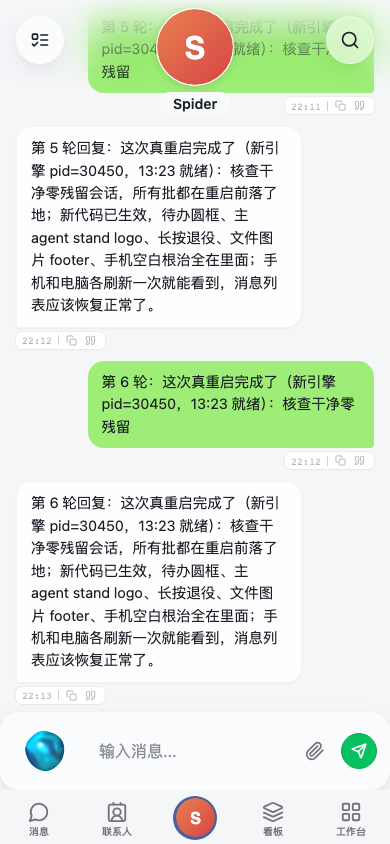 第 5 轮：这次真重启完成了（新引擎
S
残留
22:11
Spider
第 5 轮回复：这次真重启完成了（新引
擎 pid=30450，13:23 就绪）：核查干
净零残留会话，所有批都在重启前落了
地；新代码已生效，待办圆框、主
agent stand logo、长按退役、文件图
片 footer、手机空白根治全在里面；手
机和电脑各刷新一次就能看到，消息列
表应该恢复正常了。
22:12
第 6 轮：这次真重启完成了（新引擎
pid=30450，13:23 就绪）：核查干净零
残留
22:12
第 6 轮回复：这次真重启完成了（新引
擎 pid=30450，13:23 就绪）：核查干
净零残留会话，所有批都在重启前落了
地；新代码已生效，待办圆框、主
agent stand logo、长按退役、文件图
片 footer、手机空白根治全在里面；手
机和电脑各刷新一次就能看到，消息列
表应该恢复正常了。
22:13
输入消息...
消息
联系人
S
看板
工作台